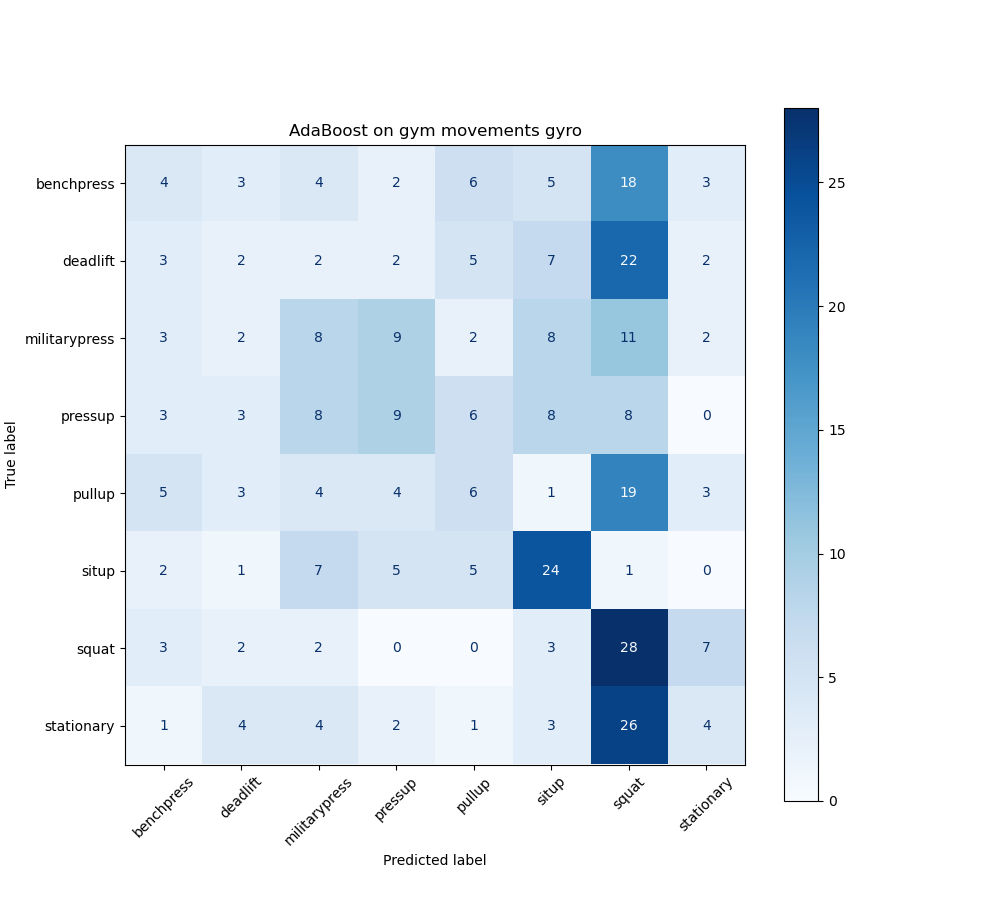 AdaBoost on gym movements gyro
benchpress 4 3 4 2 6 5 18 3
deadlift 3 2 2 2 5 7 22 2
militarypress 3 2 8 9 2 8 11 2
pressup 3 3 8 9 6 8 8 0
pullup 5 3 4 4 6 1 19 3
situp 2 1 7 5 5 24 1 0
squat 3 2 2 0 0 3 28 7
stationary 1 4 4 2 1 3 26 4
True label
benchpress deadlift militarypress pressup pullup situp squat stationary
Predicted label
25
20
15
10
5
0